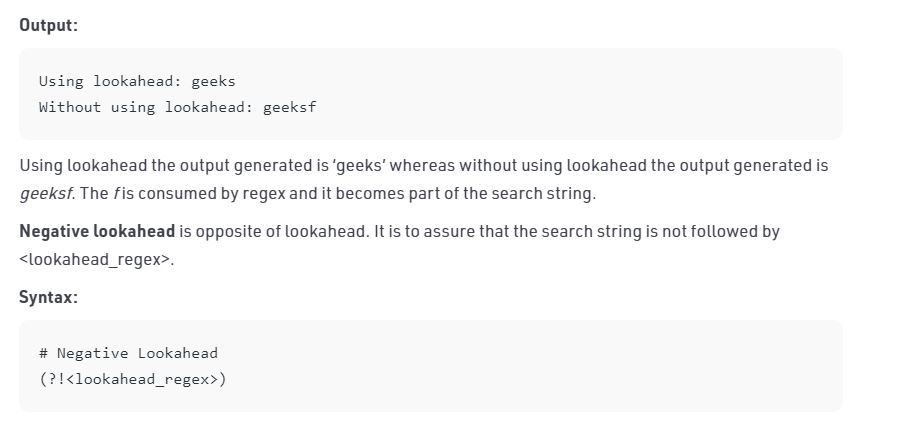 Output:
Using lookahead: geeks
Without using lookahead: geeksf
Using lookahead the output generated is ‘geeks’ whereas without using lookahead the output generated is
geeksf. The f is consumed by regex and it becomes part of the search string.
Negative lookahead is opposite of lookahead. It is to assure that the search string is not followed by
<lookahead_regex>.
Syntax:
# Negative Lookahead
(?!<lookahead_regex>)